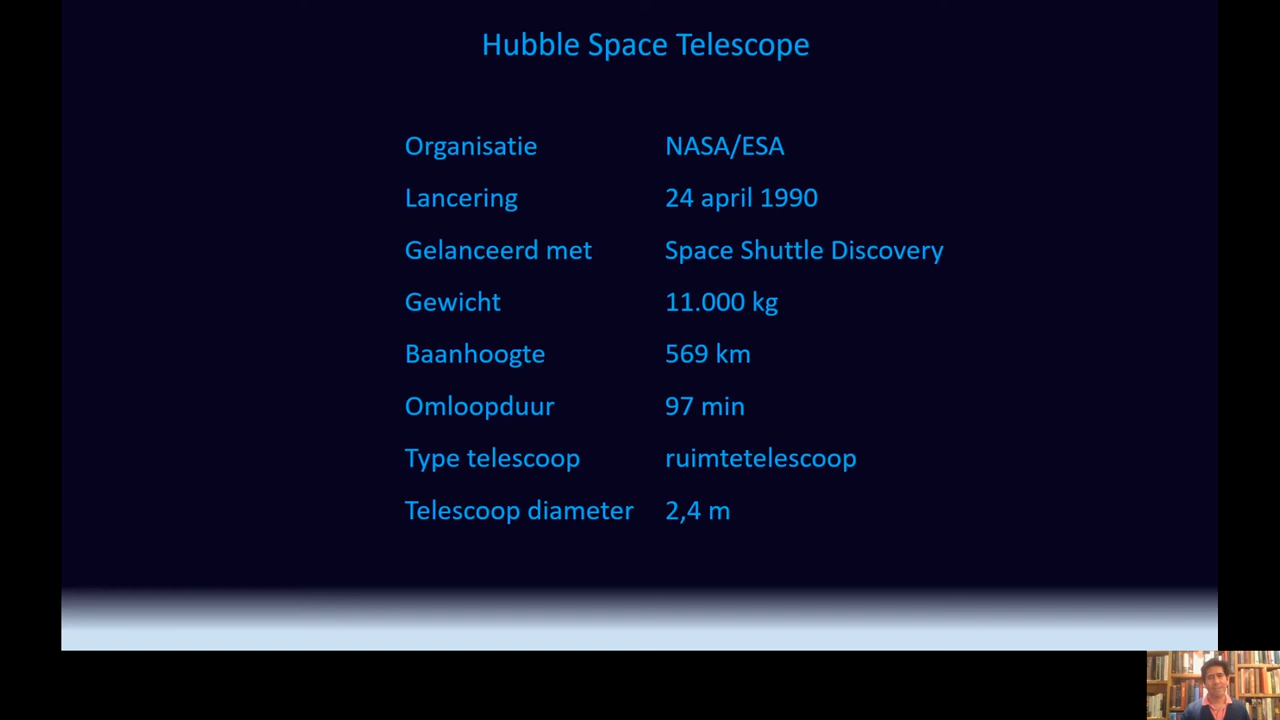 Hubble Space Telescope
Organisatie NASA/ESA
Lancering 24 april 1990
Gelanceerd met Space Shuttle Discovery
Gewicht 11.000 kg
Baanhoogte 569 km
Omloopduur 97 min
Type telescoop ruimtetelescoop
Telescoop diameter 2,4 m